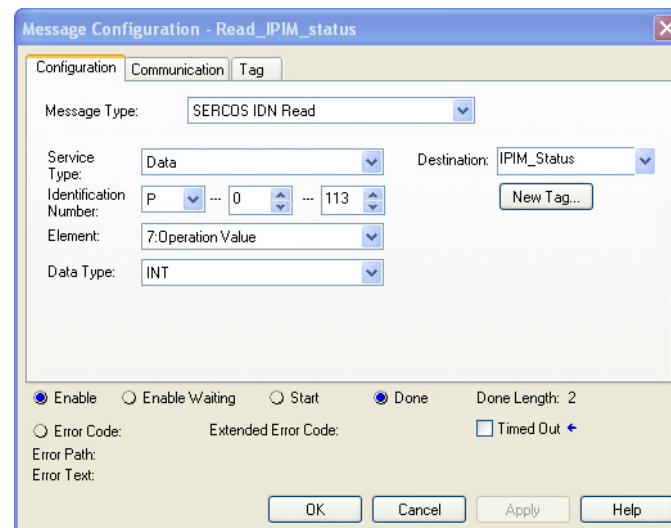 Message Configuration - Read_IPIM_status
Configuration Communication Tag
Message Type: SERCOS IDN Read
Service Type: Data Destination: IPIM_Status
Identification Number: P --- 0 --- 113 New Tag...
Element: 7:Operation Value
Data Type: INT
Enable Enable Waiting Start Done Done Length: 2
Error Code: Extended Error Code: Timed Out
Error Path:
Error Text:
OK Cancel Apply Help